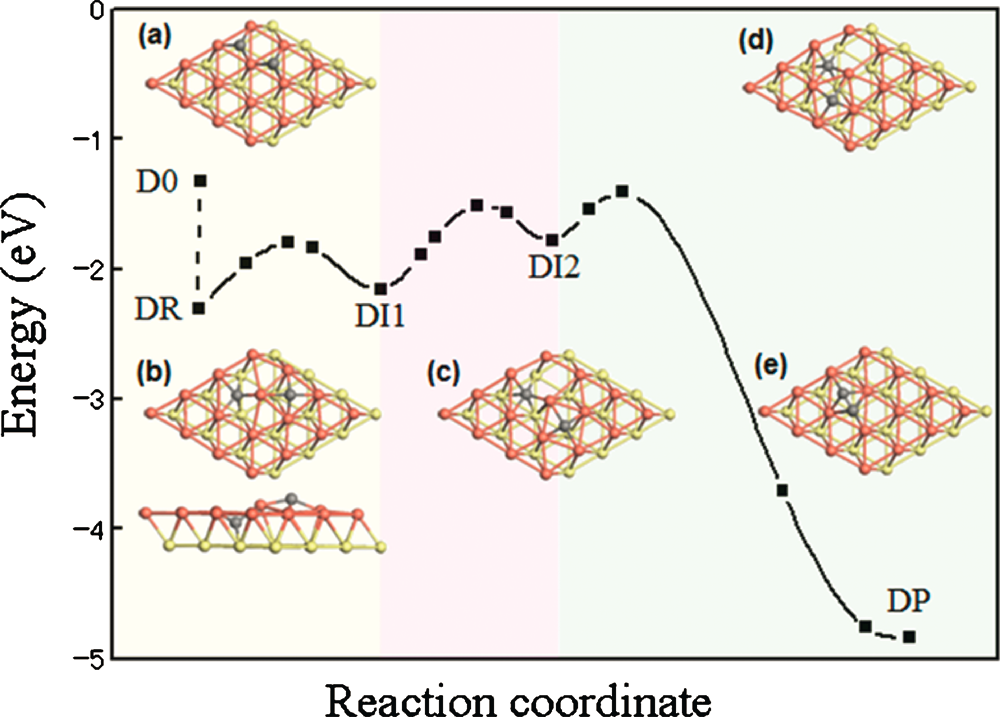 Energy (eV)
0
−1
−2
−3
−4
−5
(a)
(d)
D0
DR
DI1
DI2
(b)
(c)
(e)
DP
Reaction coordinate